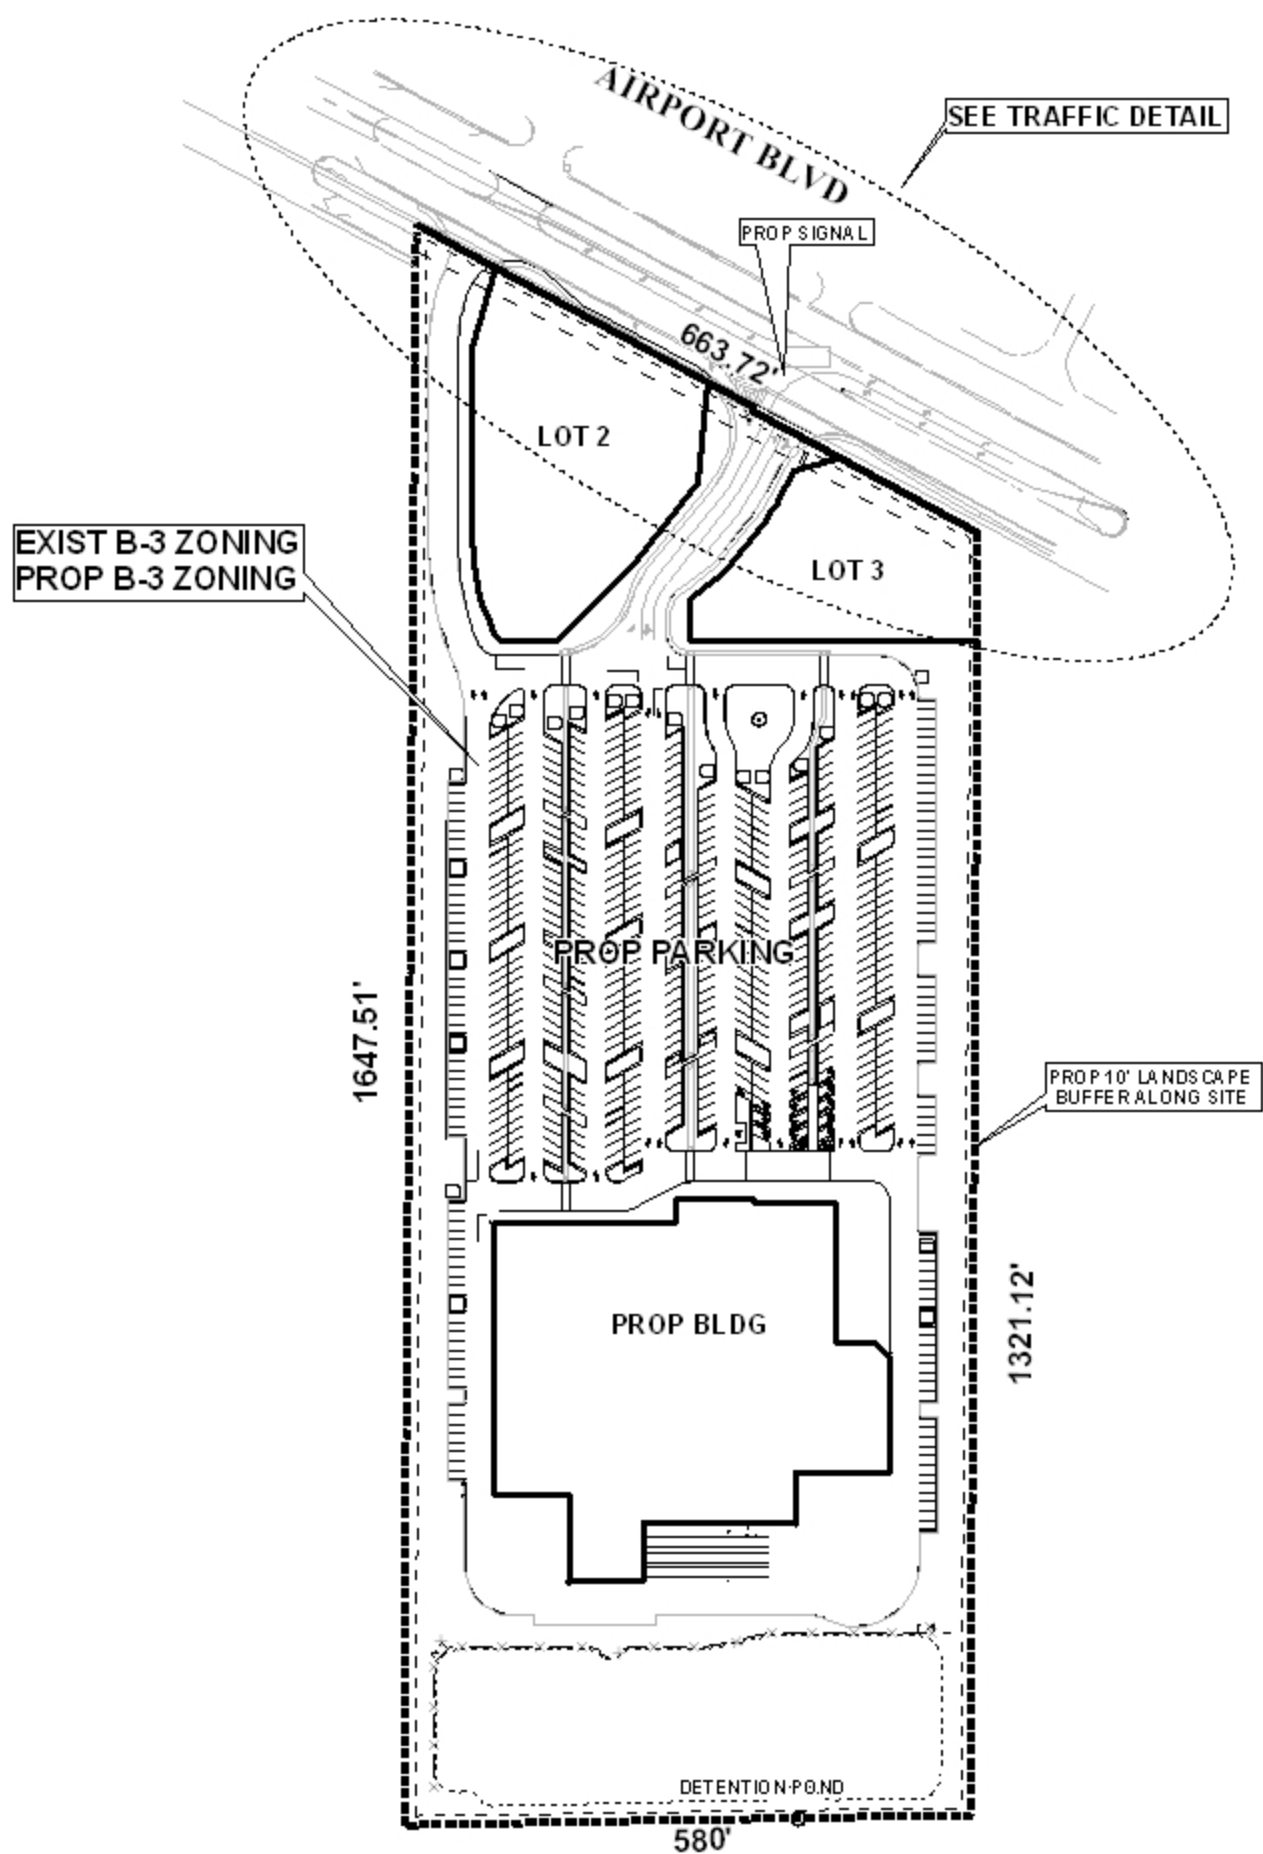 AIRPORT BLVD
SEE TRAFFIC DETAIL
PROP SIGNAL
663.72'
LOT 2
LOT 3
EXIST B-3 ZONING
PROP B-3 ZONING
PROP PARKING
1647.51'
PROP 10' LANDSCAPE
BUFFER ALONG SITE
1321.12'
PROP BLDG
DETENTION POND
580'